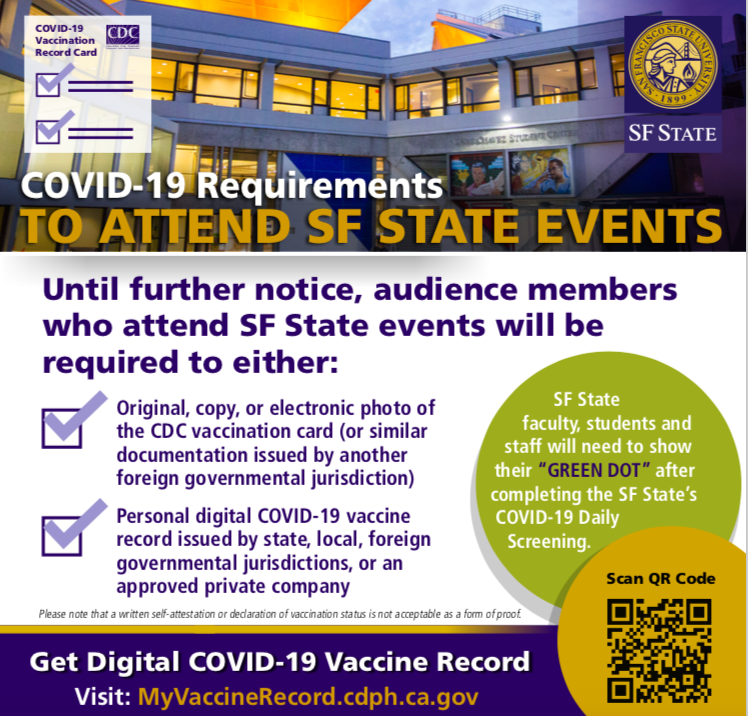 COVID-19
Vaccination
Record Card
CDC
SAN FRANCISCO STATE UNIVERSITY
1899
SF STATE
COVID-19 Requirements
TO ATTEND SF STATE EVENTS
Until further notice, audience members
who attend SF State events will be
required to either:
Original, copy, or electronic photo of
the CDC vaccination card (or similar
documentation issued by another
foreign governmental jurisdiction)
Personal digital COVID-19 vaccine
record issued by state, local, foreign
governmental jurisdictions, or an
approved private company
SF State
faculty, students and
staff will need to show
their “GREEN DOT” after
completing the SF State’s
COVID-19 Daily
Screening.
Please note that a written self-attestation or declaration of vaccination status is not acceptable as a form of proof.
Scan QR Code
Get Digital COVID-19 Vaccine Record
Visit: MyVaccineRecord.cdph.ca.gov